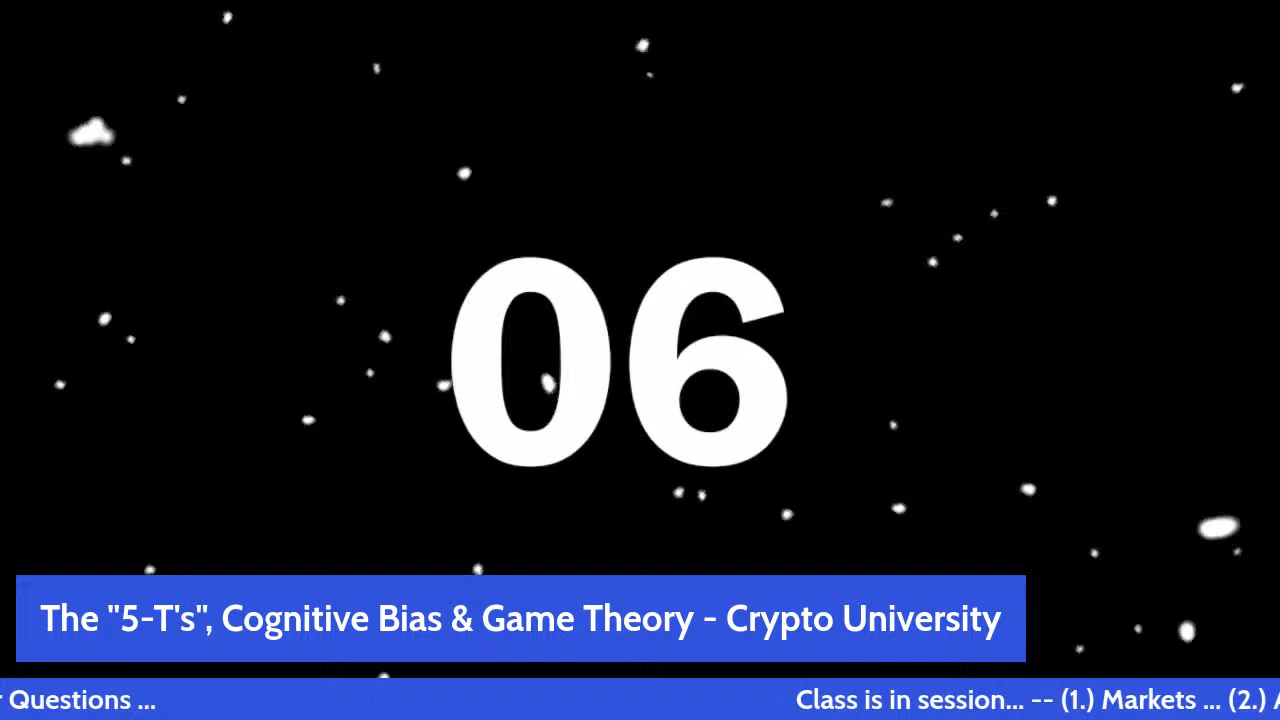 06
The "5-T's", Cognitive Bias & Game Theory - Crypto University
Questions ... Class is in session... -- (1.) Markets ... (2.)